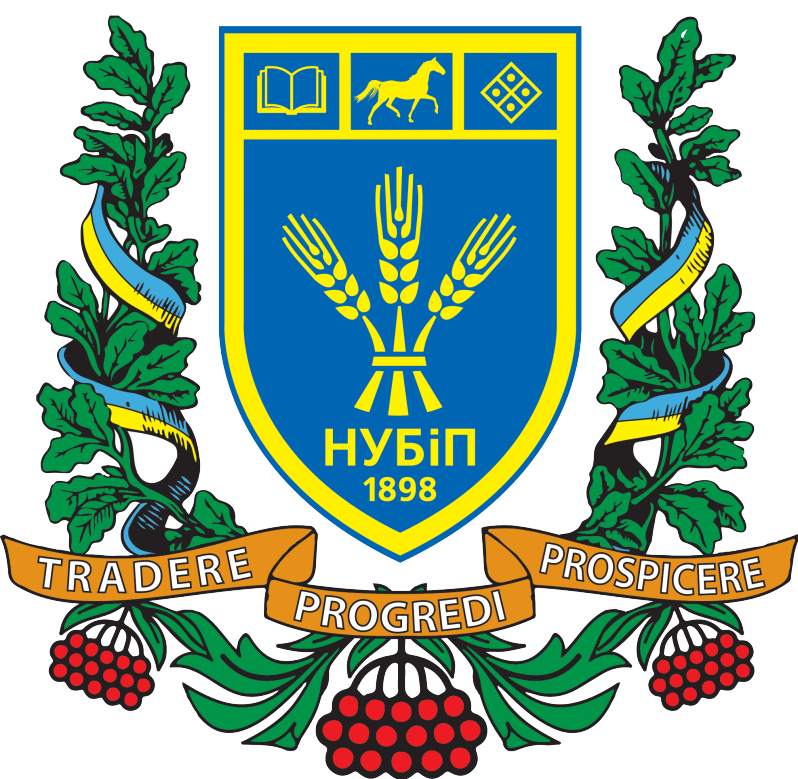 НУБіП
1898
TRADERE
PROGREDI
PROSPICERE